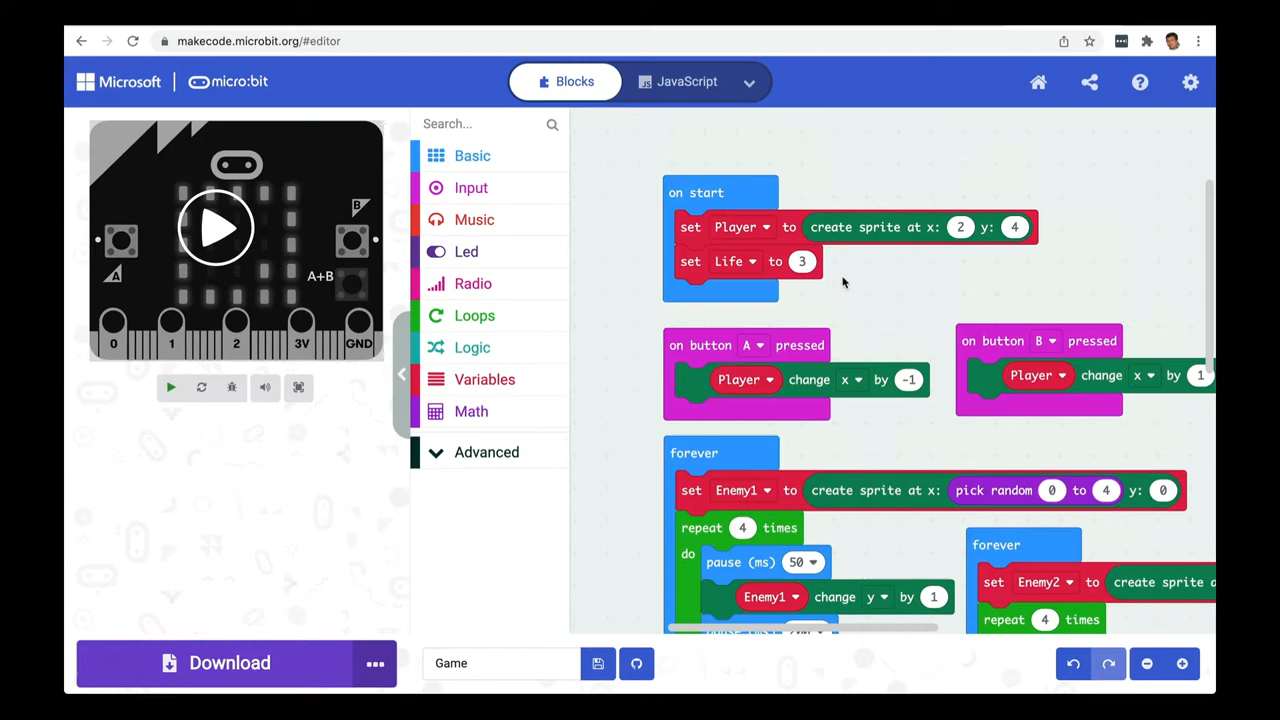 makecode.microbit.org/#editor
Microsoft
micro:bit
Blocks
JavaScript
JS
Search...
Basic
Input
Music
Led
Radio
Loops
Logic
Variables
Math
Advanced
A
B
A+B
0 1 2 3V GND
on start
set Player to create sprite at x: 2 y: 4
set Life to 3
on button A pressed
Player change x by -1
on button B pressed
Player change x by 1
forever
set Enemy1 to create sprite at x: pick random 0 to 4 y: 0
repeat 4 times
do
pause (ms) 50
Enemy1 change y by 1
forever
set Enemy2 to create sprite a
repeat 4 times
Download
Game